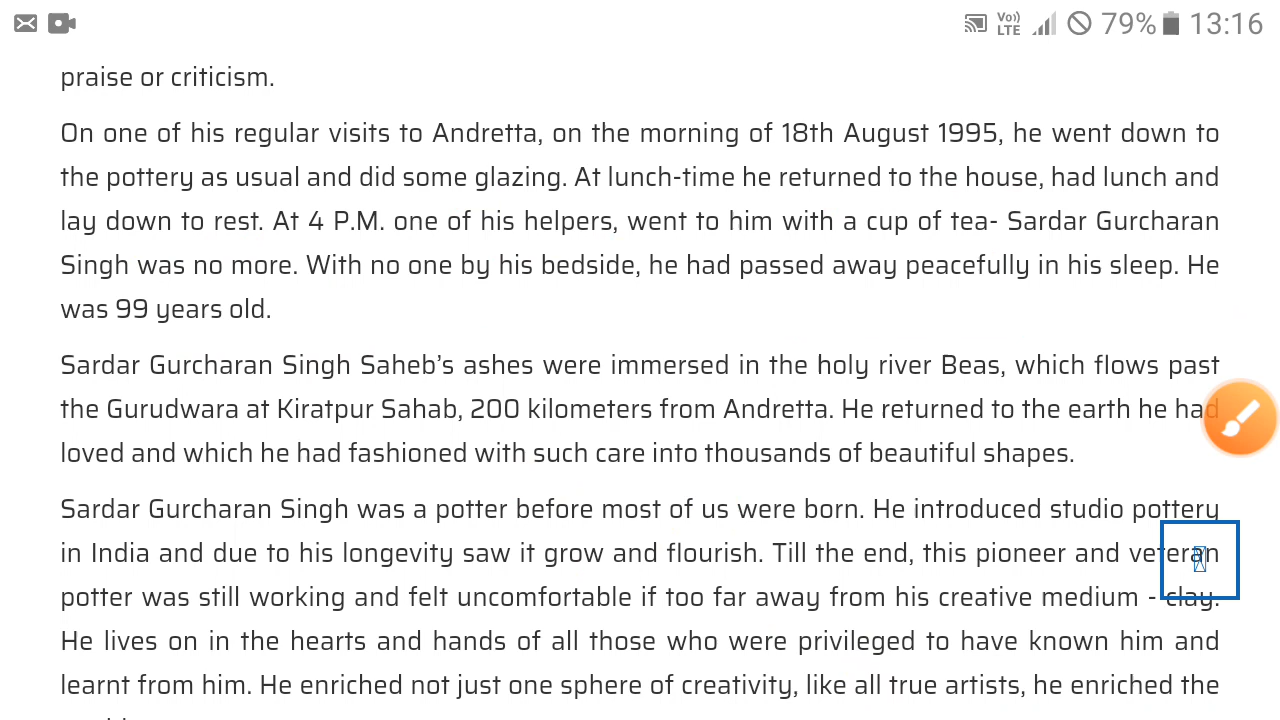 Vo)
LTE
79%
13:16
praise or criticism.
On one of his regular visits to Andretta, on the morning of 18th August 1995, he went down to
the pottery as usual and did some glazing. At lunch-time he returned to the house, had lunch and
lay down to rest. At 4 P.M. one of his helpers, went to him with a cup of tea- Sardar Gurcharan
Singh was no more. With no one by his bedside, he had passed away peacefully in his sleep. He
was 99 years old.
Sardar Gurcharan Singh Saheb’s ashes were immersed in the holy river Beas, which flows past
the Gurudwara at Kiratpur Sahab, 200 kilometers from Andretta. He returned to the earth he had
loved and which he had fashioned with such care into thousands of beautiful shapes.
Sardar Gurcharan Singh was a potter before most of us were born. He introduced studio pottery
in India and due to his longevity saw it grow and flourish. Till the end, this pioneer and veteran
potter was still working and felt uncomfortable if too far away from his creative medium - clay.
He lives on in the hearts and hands of all those who were privileged to have known him and
learnt from him. He enriched not just one sphere of creativity, like all true artists, he enriched the